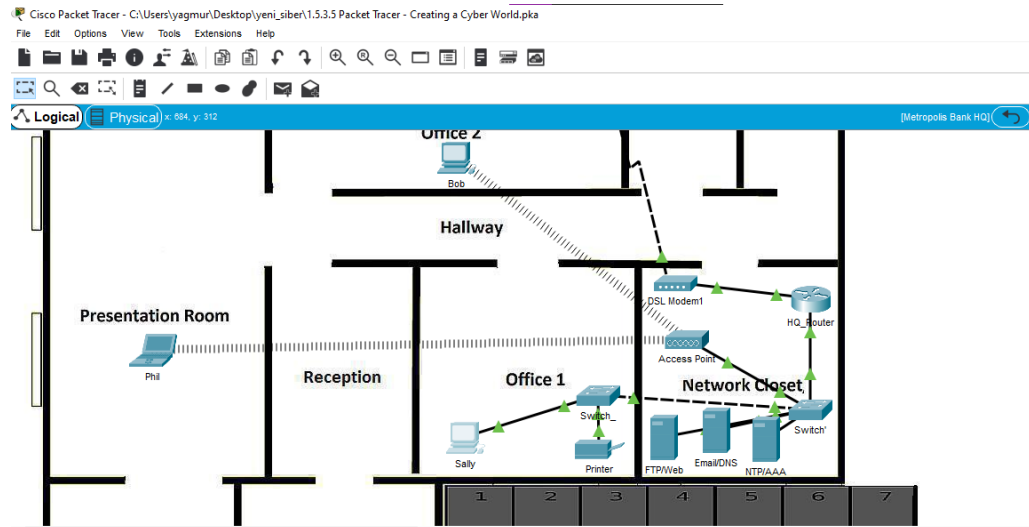 Cisco Packet Tracer - C:\Users\yagmur\Desktop\yeni_siber\1.5.3.5 Packet Tracer - Creating a Cyber World.pka
File Edit Options View Tools Extensions Help
Logical Physical x: 684, y: 312 [Metropolis Bank HQ]
Office 2
Bob
Hallway
DSL Modem1
HQ_Router
Presentation Room
Access Point
Phil
Reception
Office 1
Network Closet
Switch_
Switch'
Sally
Printer
FTP/Web
Email/DNS
NTP/AAA
1 2 3 4 5 6 7